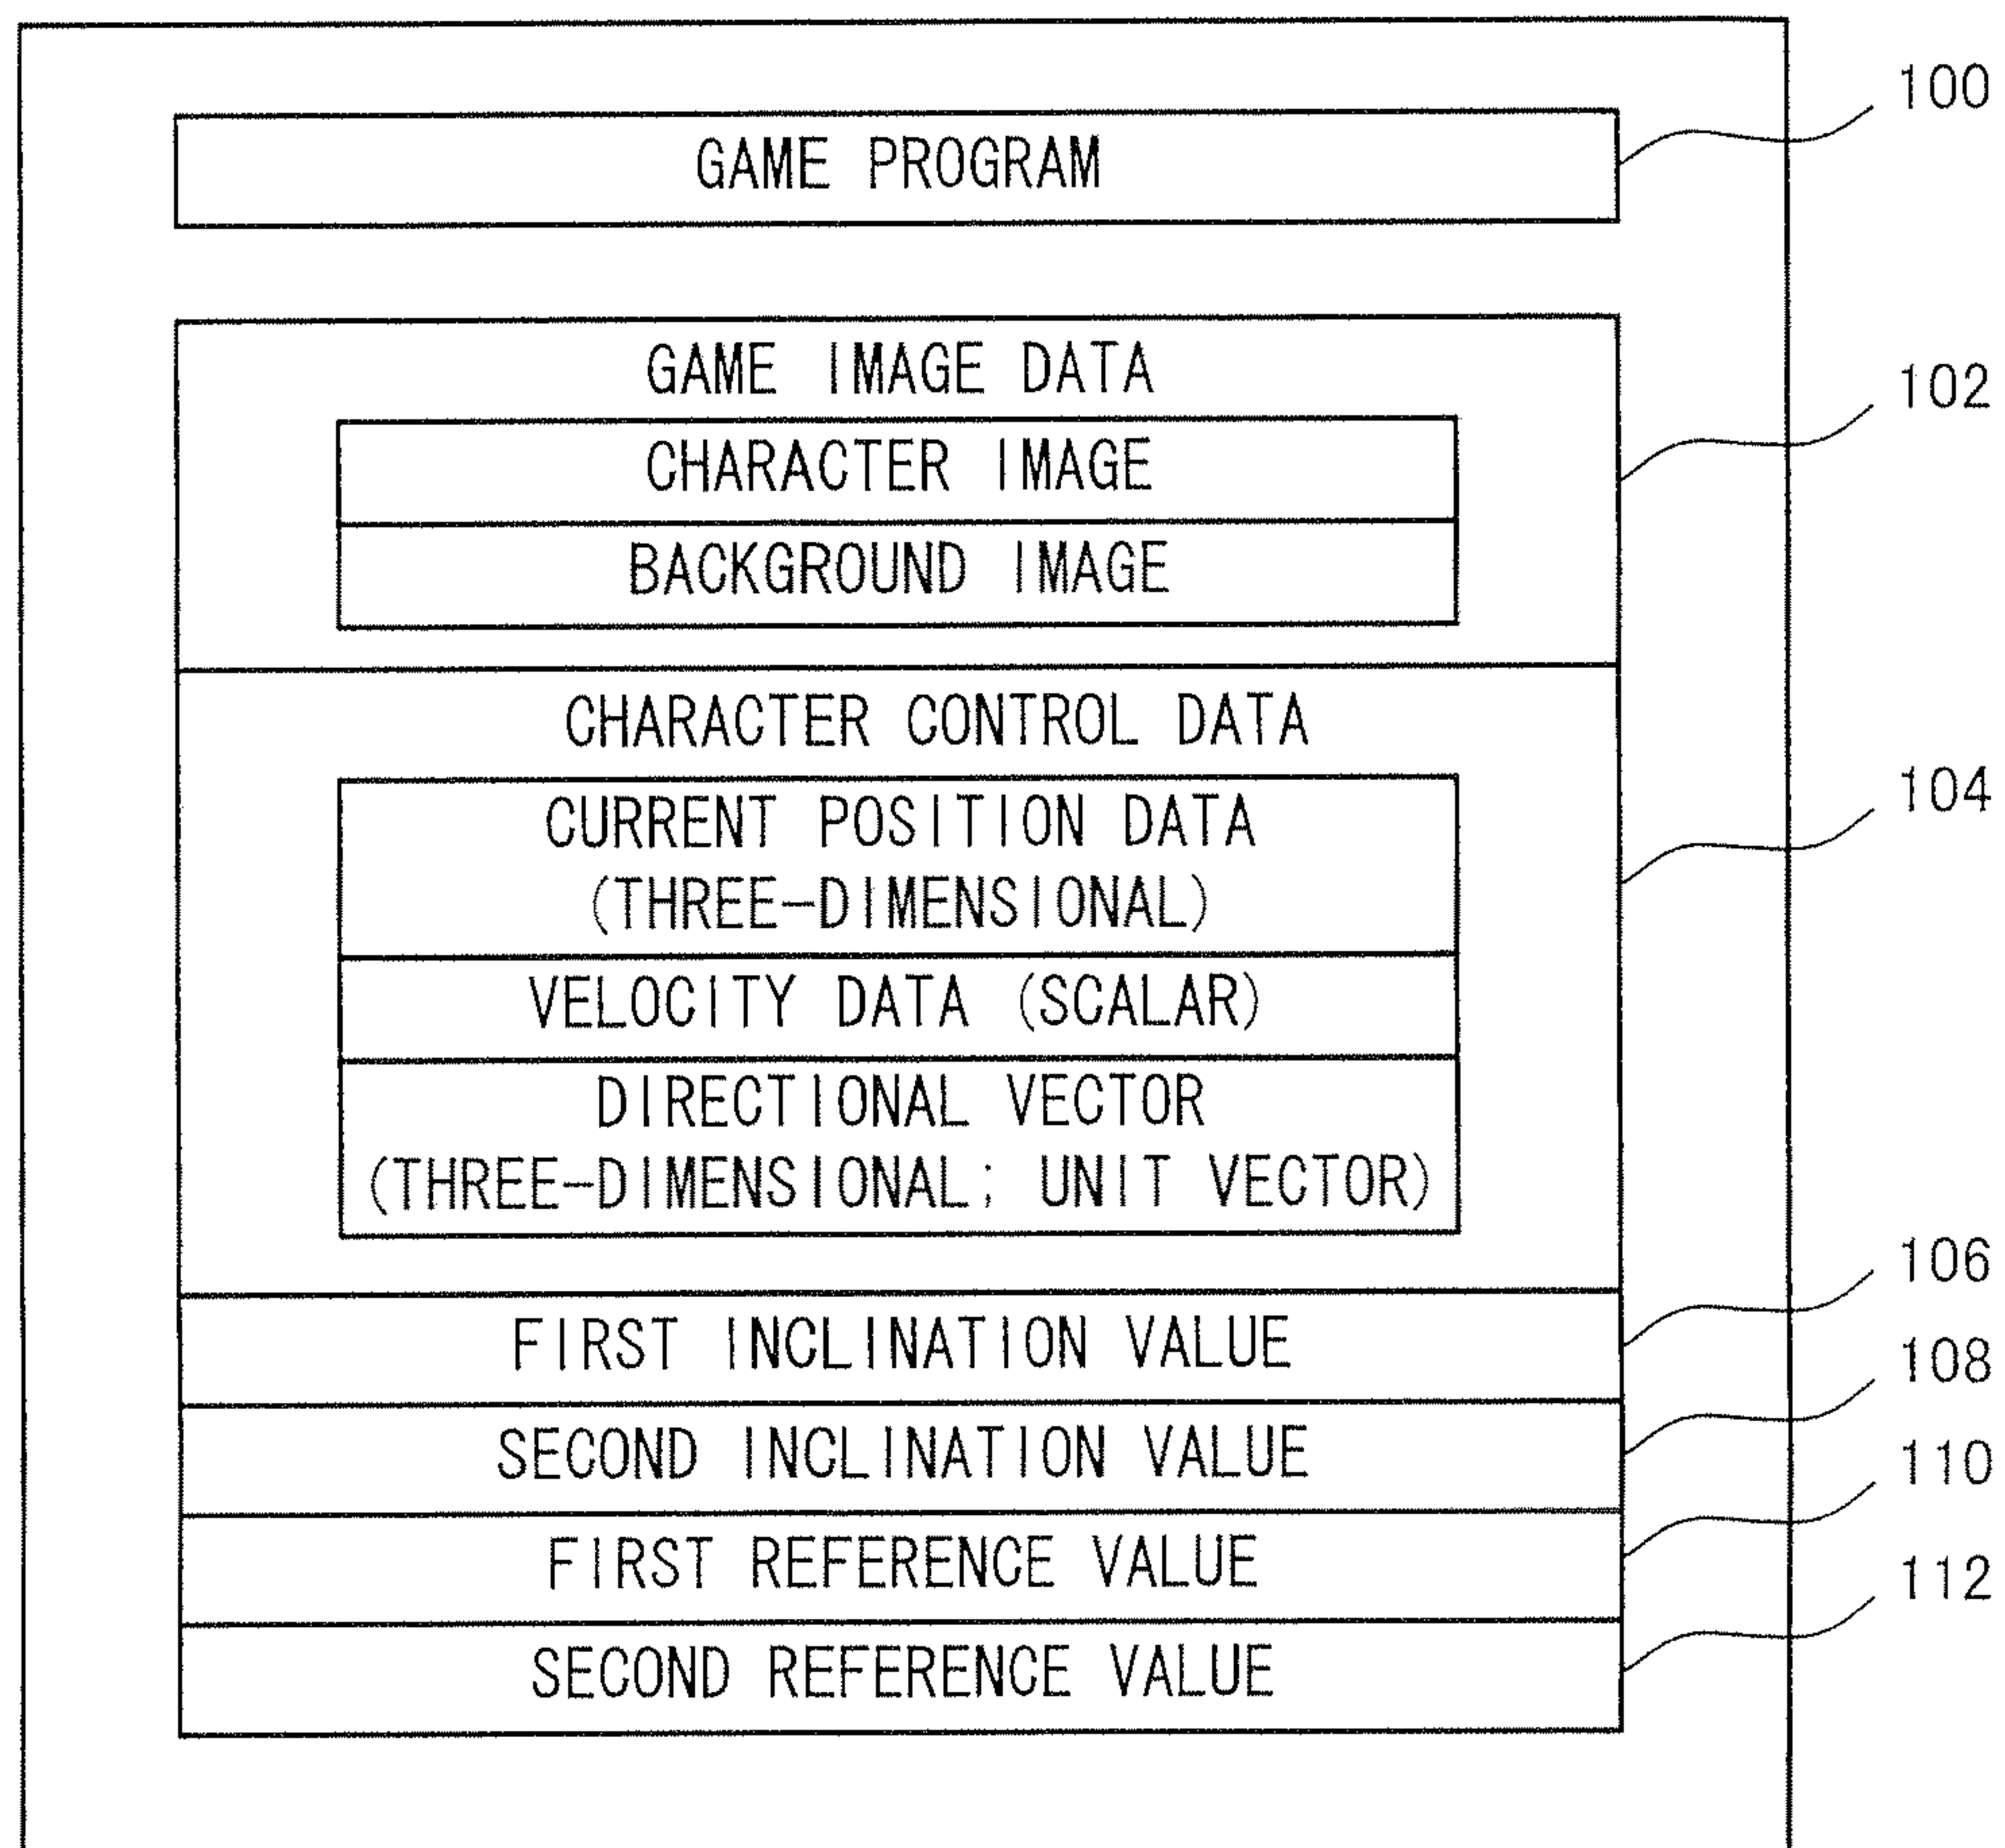 GAME PROGRAM
100
GAME IMAGE DATA
102
CHARACTER IMAGE
BACKGROUND IMAGE
CHARACTER CONTROL DATA
104
CURRENT POSITION DATA
(THREE-DIMENSIONAL)
VELOCITY DATA (SCALAR)
DIRECTIONAL VECTOR
(THREE-DIMENSIONAL; UNIT VECTOR)
FIRST INCLINATION VALUE
106
SECOND INCLINATION VALUE
108
FIRST REFERENCE VALUE
110
SECOND REFERENCE VALUE
112